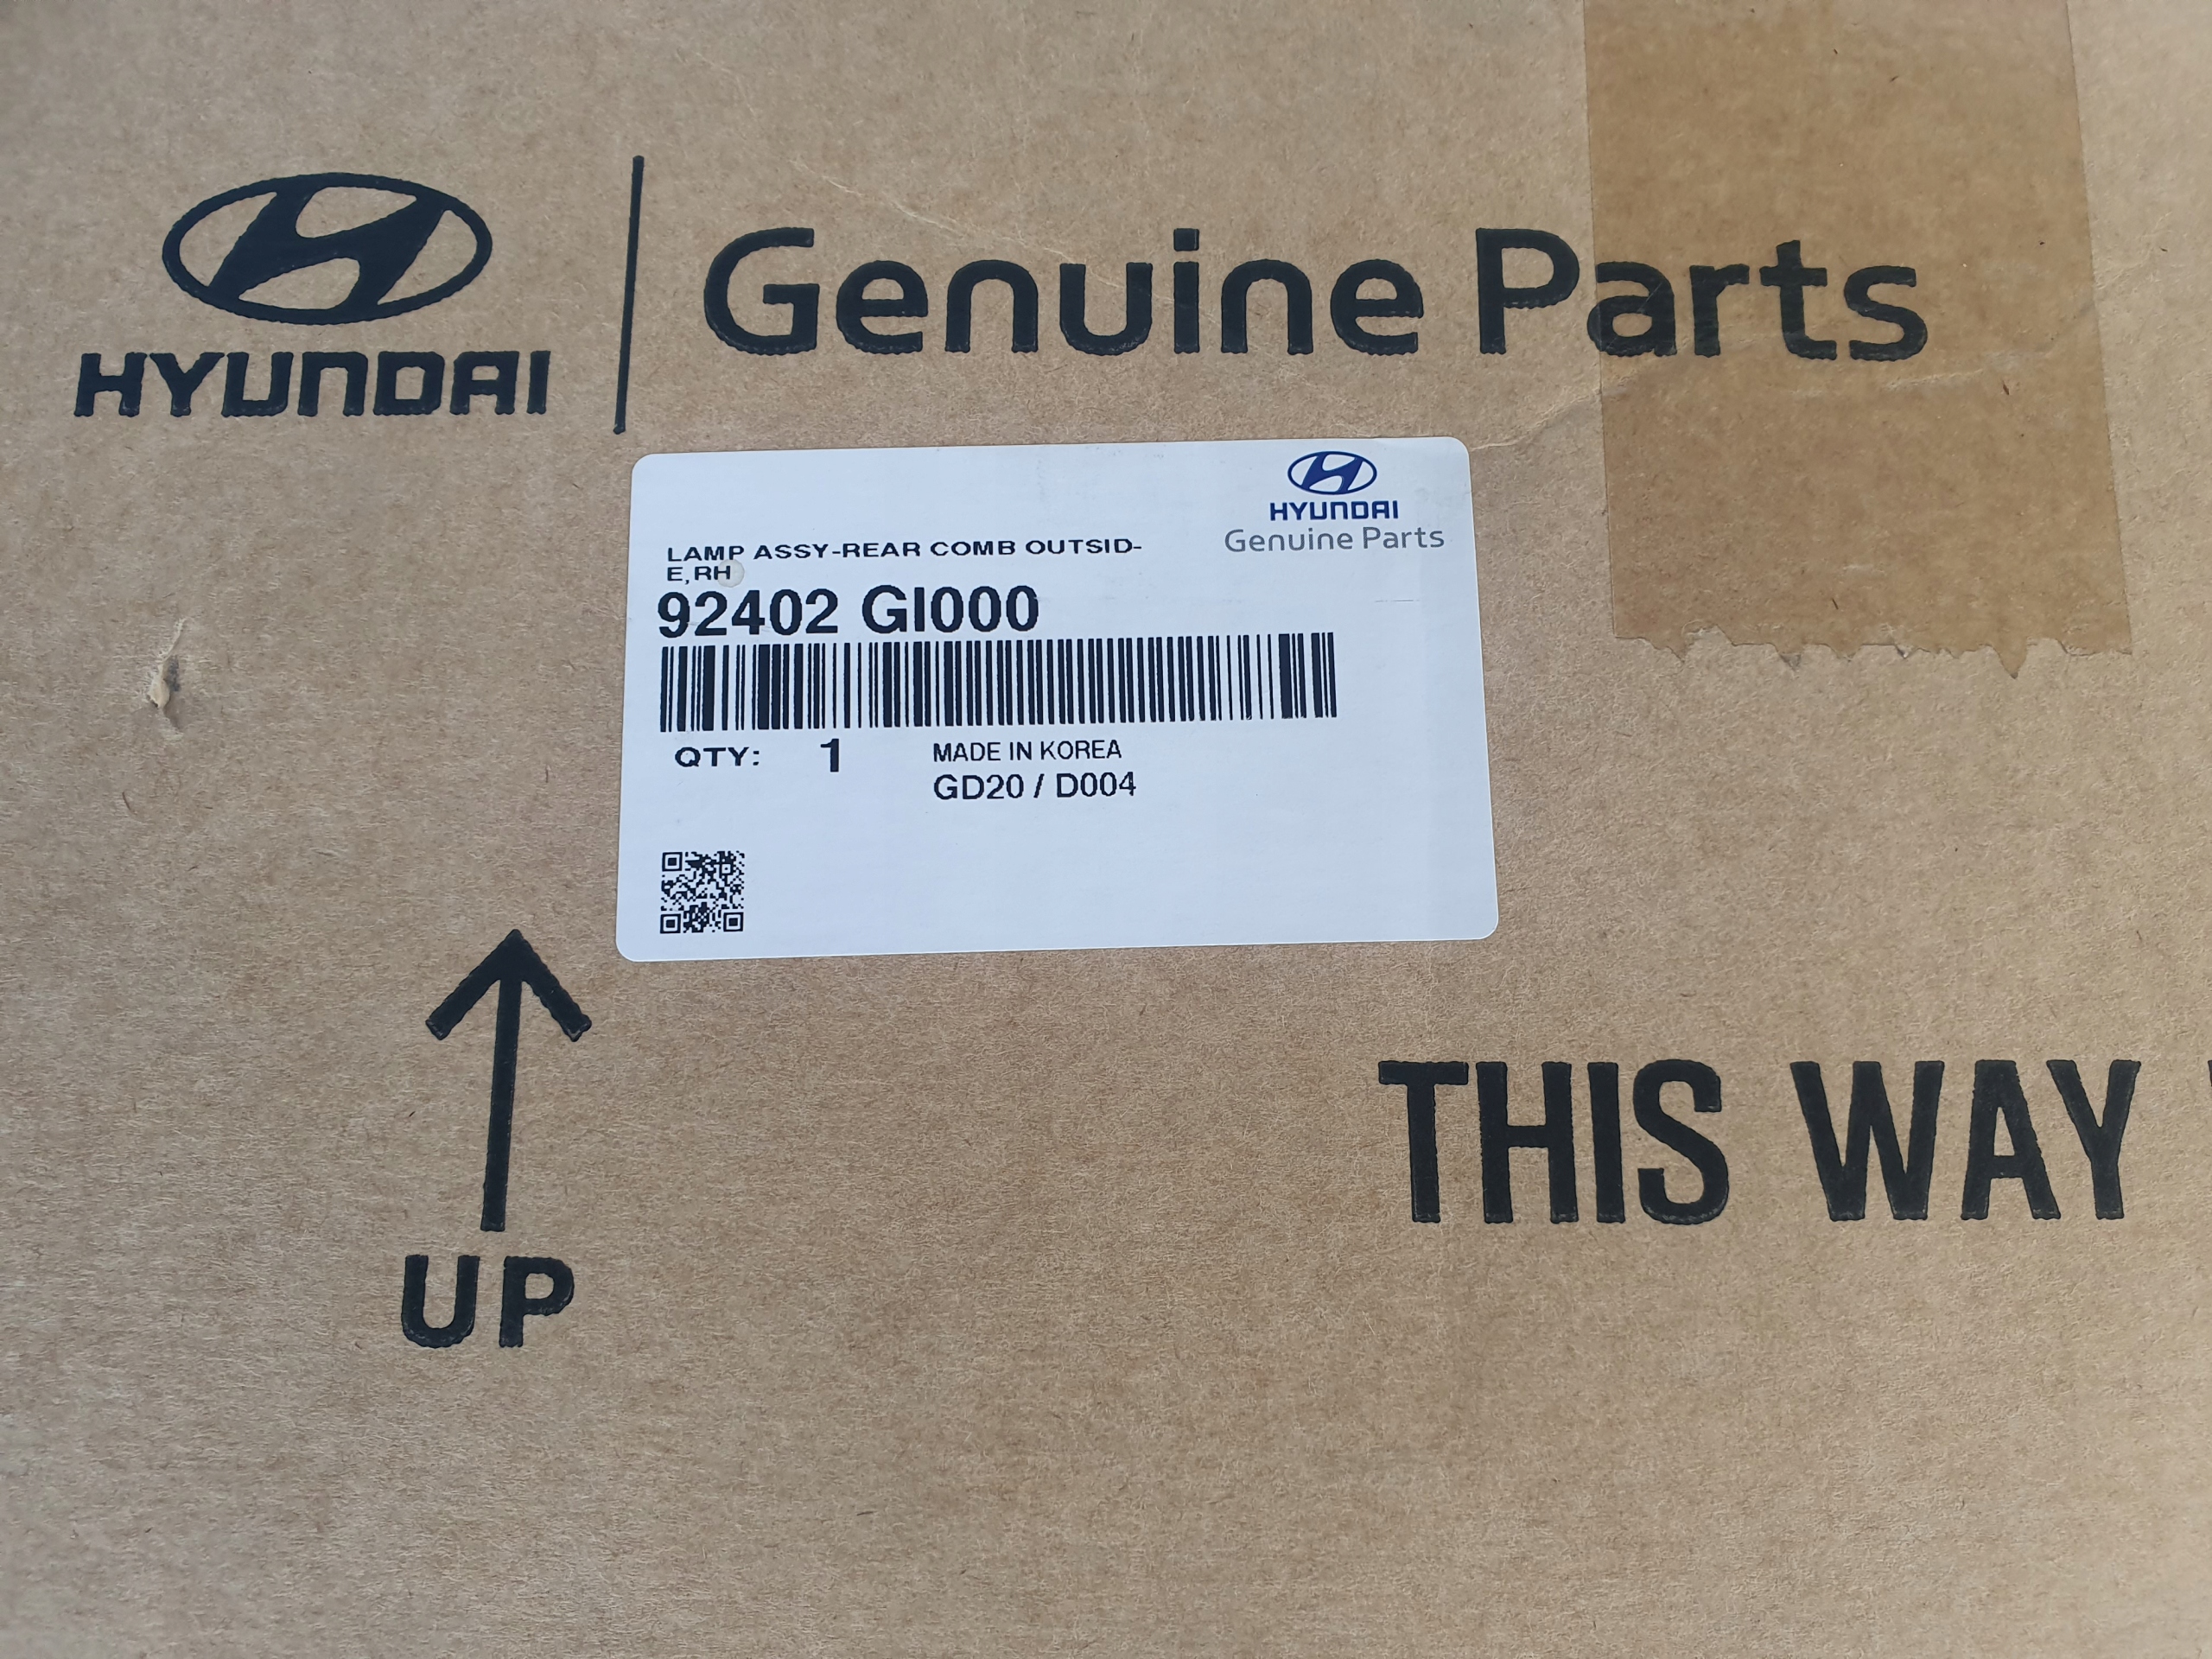 HYUNDAI
Genuine Parts
HYUNDAI
Genuine Parts
LAMP ASSY-REAR COMB OUTSID-
E,RH
92402 GI000
QTY: 1
MADE IN KOREA
GD20 / D004
UP
THIS WAY